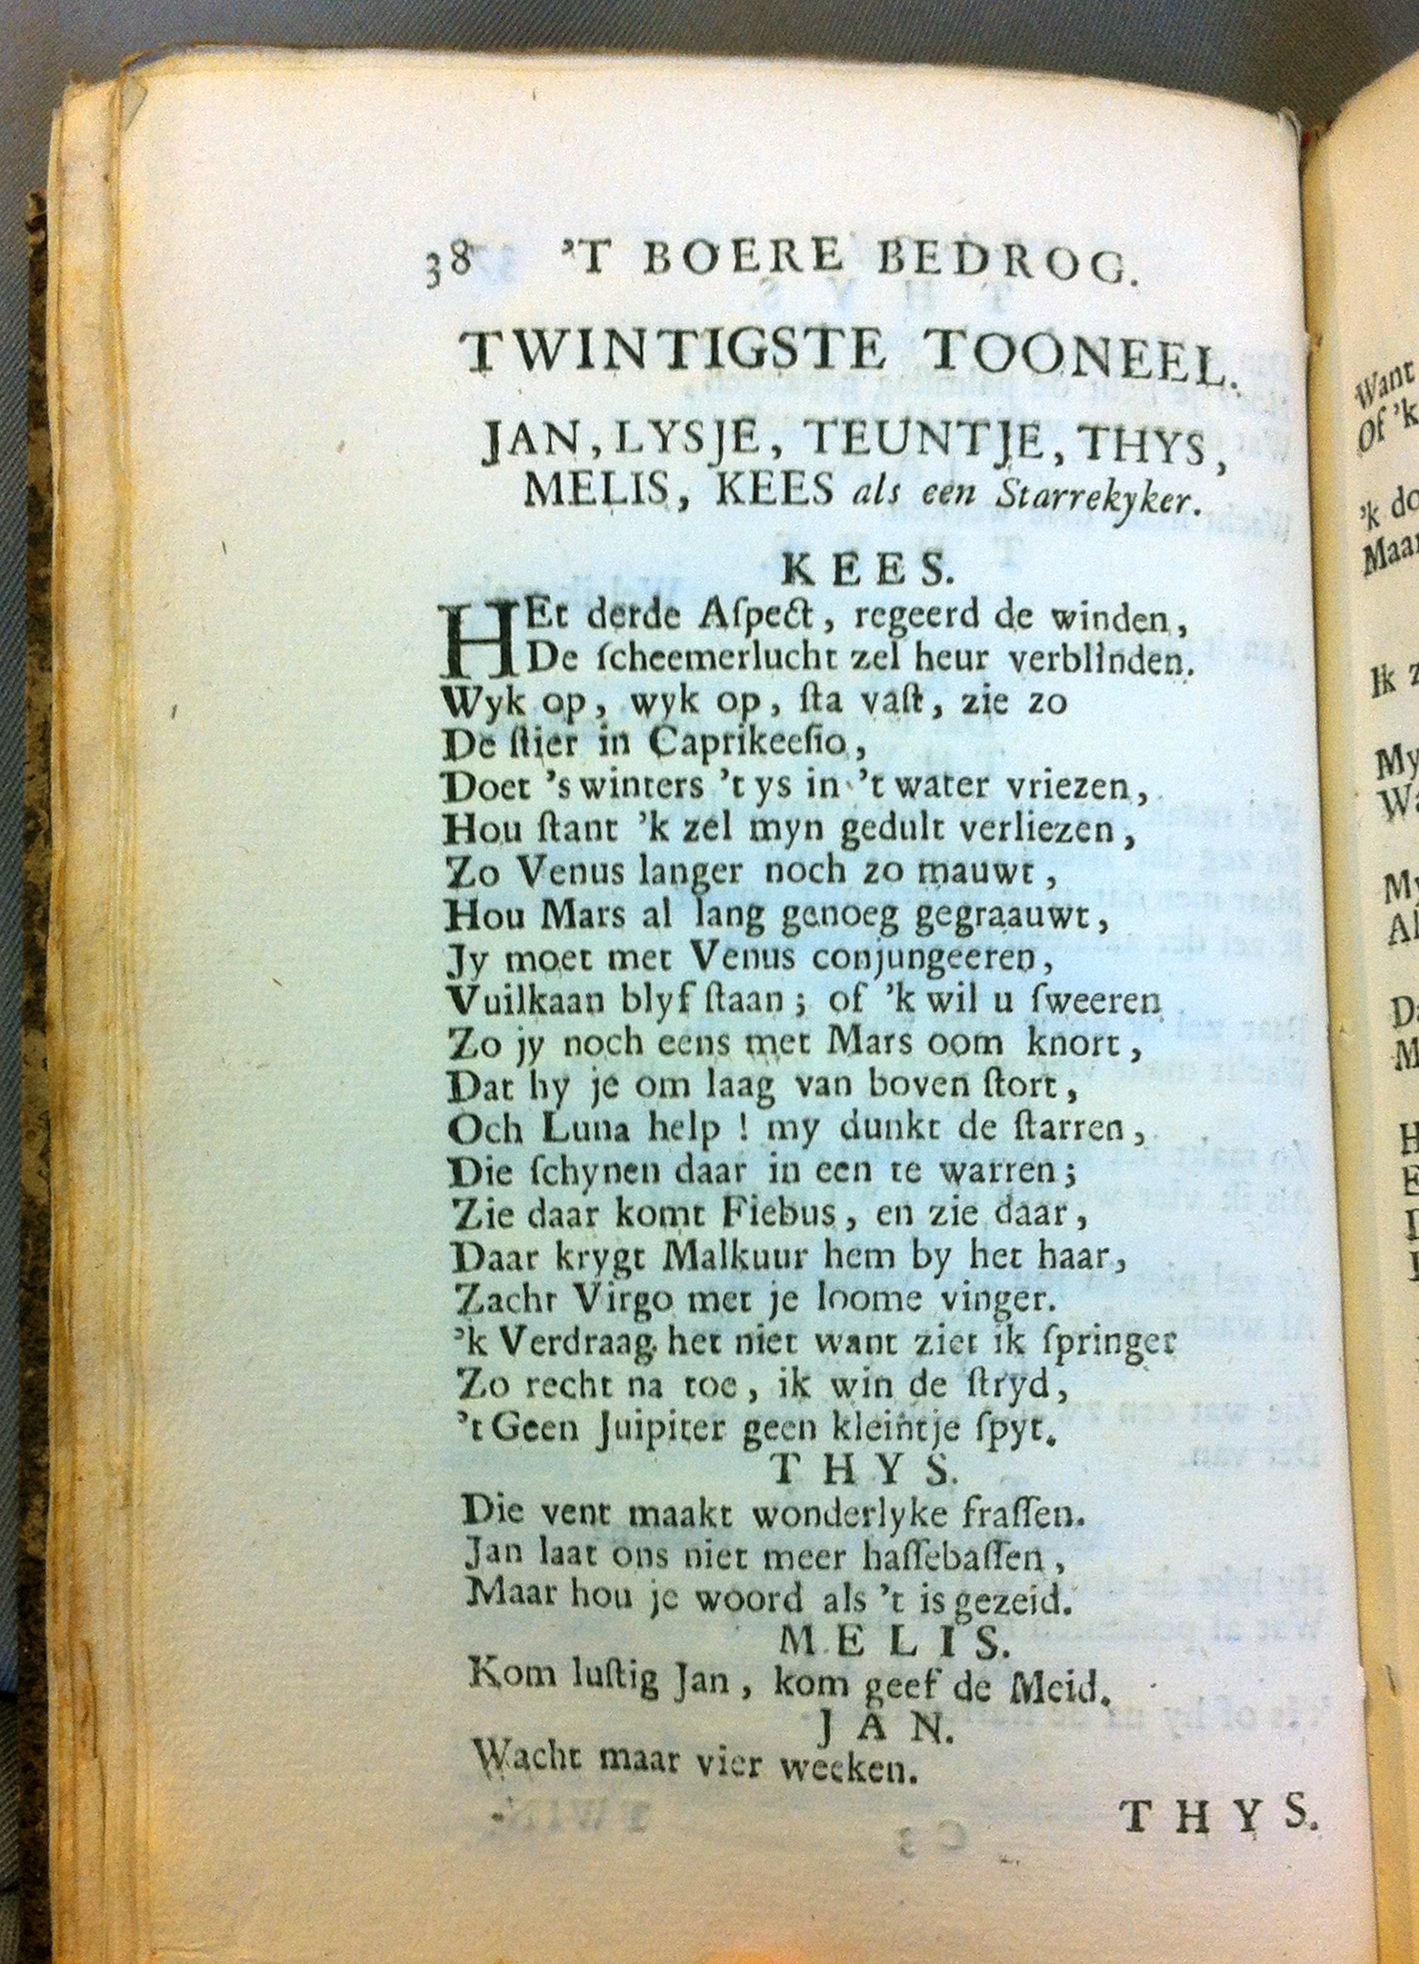 38 'T BOERE BEDROG.
TWINTIGSTE TOONEEL.
JAN, LYSJE, TEUNTJE, THYS,
MELIS, KEES als een Starrekyker.
KEES.
HEt derde Aſpect, regeerd de winden,
De ſcheemerlucht zel heur verblinden.
Wyk op, wyk op, ſta vaſt, zie zo
De ſtier in Caprikeeſio,
Doet 's winters 't ys in 't water vriezen,
Hou ſtant 'k zel myn gedult verliezen,
Zo Venus langer noch zo mauwt,
Hou Mars al lang genoeg gegraauwt,
Jy moet met Venus conjungeeren,
Vuilkaan blyf ſtaan; of 'k wil u ſweeren
Zo jy noch eens met Mars oom knort,
Dat hy je om laag van boven ſtort,
Och Luna help! my dunkt de ſtarren,
Die ſchynen daar in een te warren;
Zie daar komt Fiebus, en zie daar,
Daar krygt Malkuur hem by het haar,
Zacht Virgo met je loome vinger.
'k Verdraag het niet want ziet ik ſpringer
Zo recht na toe, ik win de ſtryd,
't Geen Juipiter geen kleintje ſpyt.
THYS.
Die vent maakt wonderlyke fraſſen.
Jan laat ons niet meer haſſebaſſen,
Maar hou je woord als 't is gezeid.
MELIS.
Kom luſtig Jan, kom geef de Meid.
JAN.
Wacht maar vier weeken.
THYS.
Want
Of 'k
'k
Maar
Ik
My